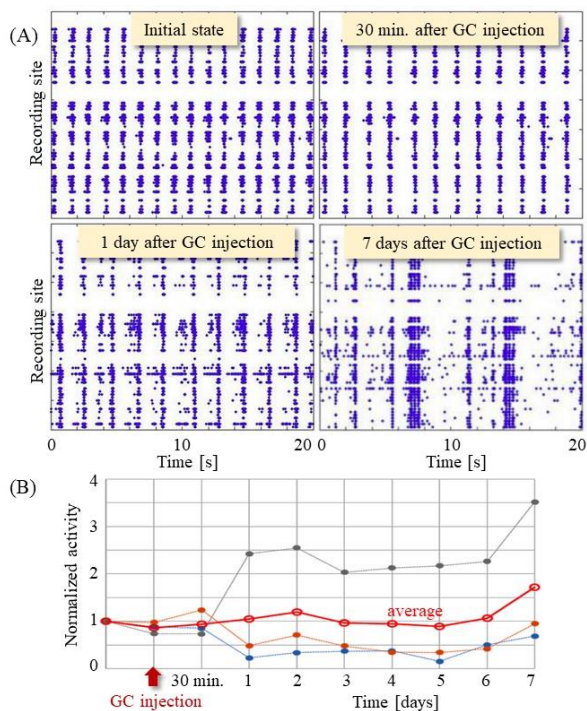 (A)
Initial state
30 min. after GC injection
Recording site
1 day after GC injection
7 days after GC injection
Recording site
0 10 20 0 10 20
Time [s] Time [s]
(B)
4
3
2
1
0
Normalized activity
average
30 min. 1 2 3 4 5 6 7
GC injection
Time [days]